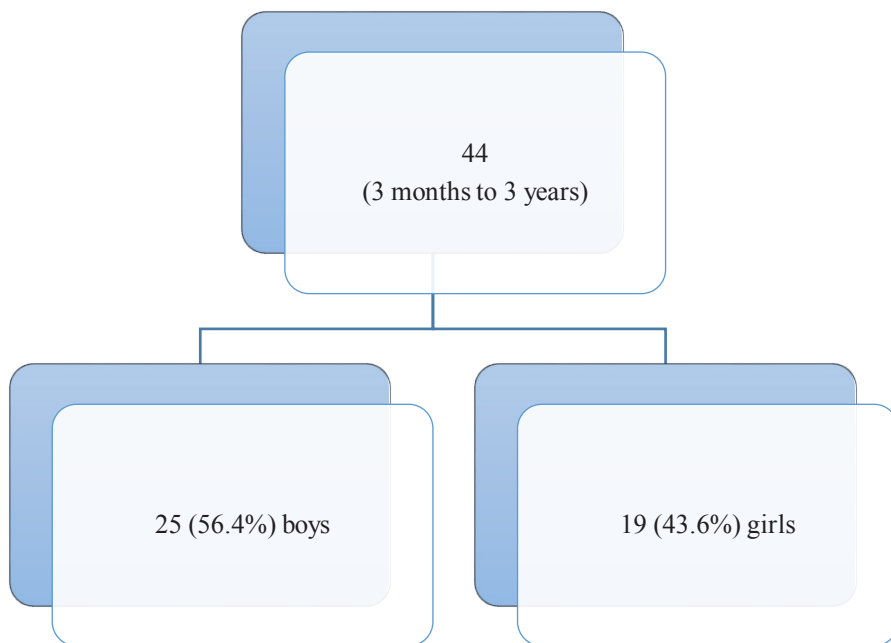 44
(3 months to 3 years)
25 (56.4%) boys
19 (43.6%) girls